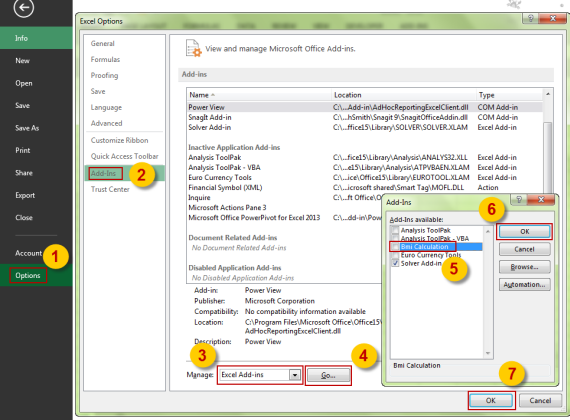 Excel Options
Info
New
Open
Save
Save As
Print
Share
Export
Close
Account
Options
1
General
Formulas
Proofing
Save
Language
Advanced
Customize Ribbon
Quick Access Toolbar
Add-Ins
2
Trust Center
View and manage Microsoft Office Add-ins.
Add-ins
Name Location Type
Power View C:\...Add-in\AdHocReportingExcelClient.dll COM Add-in
SnagIt Add-in C:\...hSmith\Snagit 9\SnagitOfficeAddin.dll COM Add-in
Solver Add-in C:\...ffice15\Library\SOLVER\SOLVER.XLAM Excel Add-in
Inactive Application Add-ins
Analysis ToolPak C:\...fice15\Library\Analysis\ANALYS32.XLL Excel Add-in
Analysis ToolPak - VBA C:\...e15\Library\Analysis\ATPVBAEN.XLAM Excel Add-in
Euro Currency Tools C:\...ice15\Library\EUROTOOL.XLAM Excel Add-in
Financial Symbol (XML) C:\...icrosoft shared\Smart Tag\MOFL.DLL Action
Inquire C:\...ft Office\O
Microsoft Actions Pane 3
Microsoft Office PowerPivot for Excel 2013 C:\...dd-in\Pow
Document Related Add-ins
No Document Related Add-ins
Disabled Application Add-ins
No Disabled Application Add-ins
Add-in: Power View
Publisher: Microsoft Corporation
Compatibility: No compatibility information available
Location: C:\Program Files\Microsoft Office\Office15\
AdHocReportingExcelClient.dll
Description: Power View
3
4
Manage: Excel Add-ins Go...
Add-Ins
6
Add-Ins available:
Analysis ToolPak
Analysis ToolPak - VBA
Bmi Calculation
Euro Currency Tools
Solver Add-in
5
OK
Cancel
Browse...
Automation...
Bmi Calculation
7
OK Cancel